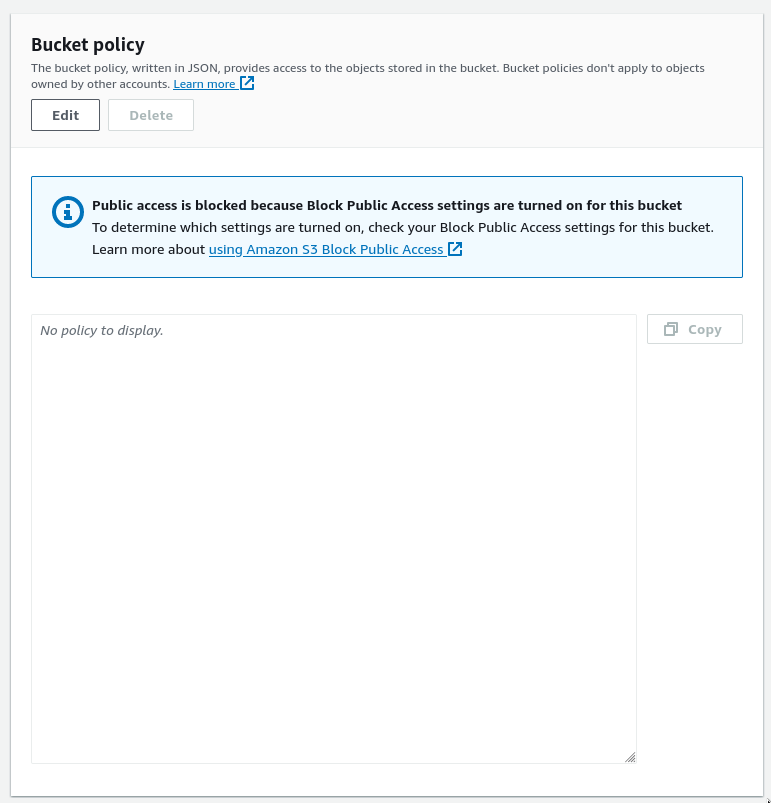 Bucket policy
The bucket policy, written in JSON, provides access to the objects stored in the bucket. Bucket policies don't apply to objects
owned by other accounts. Learn more
Edit
Delete
Public access is blocked because Block Public Access settings are turned on for this bucket
To determine which settings are turned on, check your Block Public Access settings for this bucket.
Learn more about using Amazon S3 Block Public Access
No policy to display.
Copy